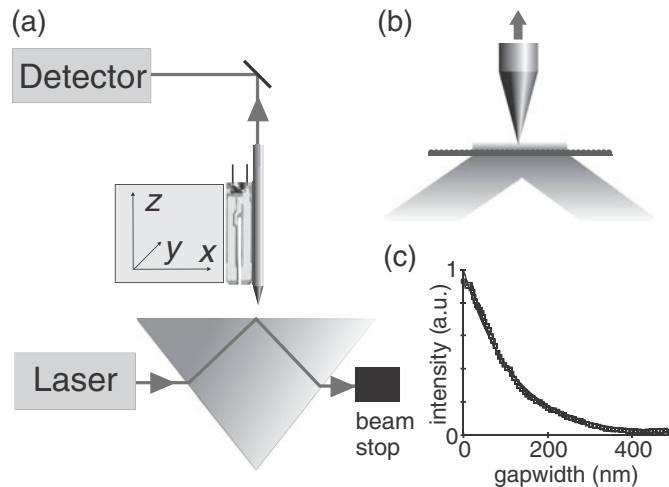 (a)
Detector
z
y
x
Laser
beam
stop
(b)
(c)
intensity (a.u.)
1
0
0
200
400
gapwidth (nm)